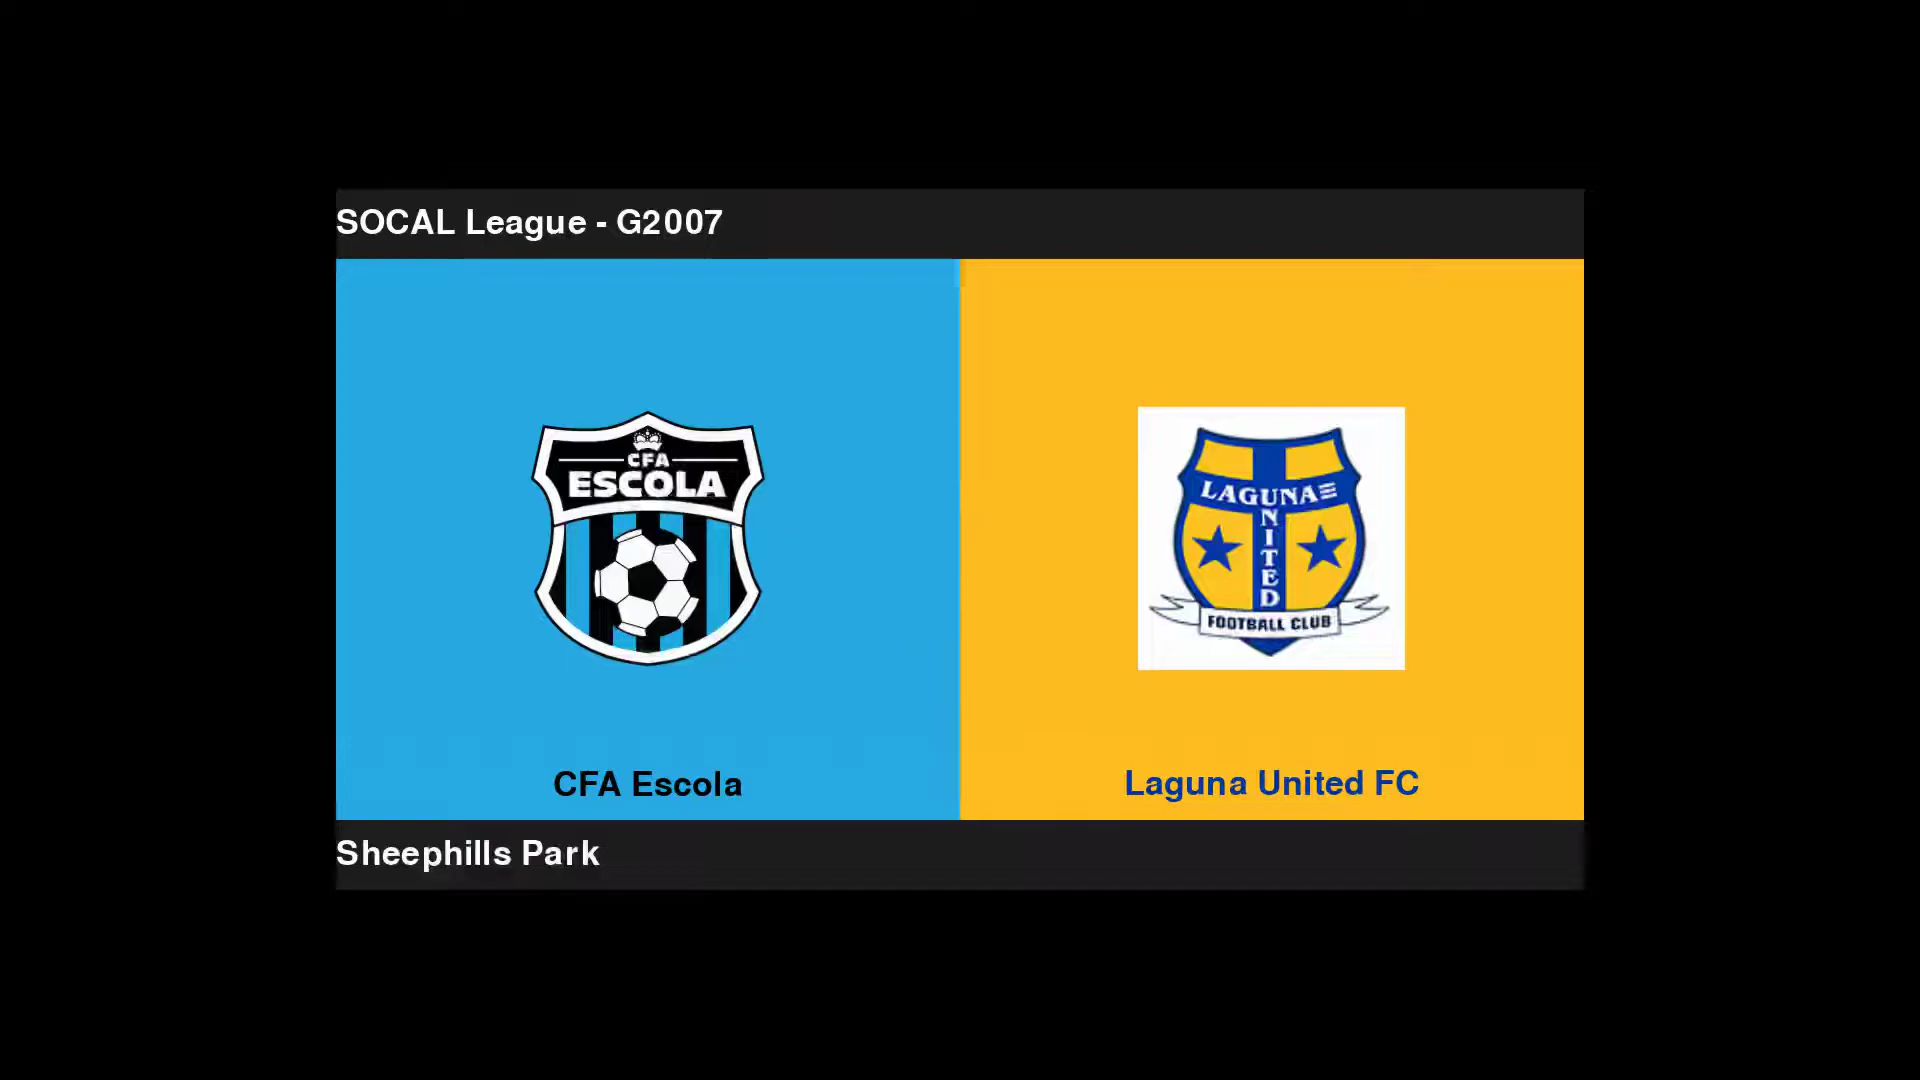 SOCAL League - G2007
CFA
ESCOLA
LAGUNA
UNITED
FOOTBALL CLUB
CFA Escola
Laguna United FC
Sheephills Park